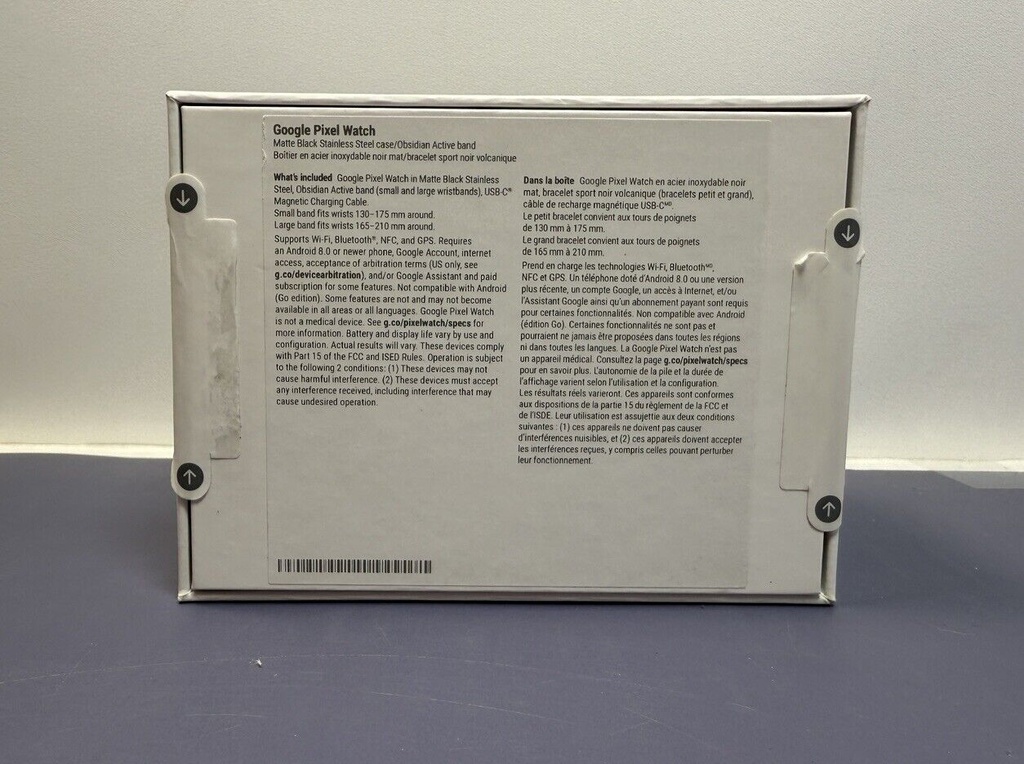 Google Pixel Watch
Matte Black Stainless Steel case/Obsidian Active band
Boîtier en acier inoxydable noir mat/bracelet sport noir volcanique
What's included Google Pixel Watch in Matte Black Stainless
Steel, Obsidian Active band (small and large wristbands), USB-C®
Magnetic Charging Cable.
Small band fits wrists 130–175 mm around.
Large band fits wrists 165–210 mm around.
Supports Wi-Fi, Bluetooth®, NFC, and GPS. Requires
an Android 8.0 or newer phone, Google Account, internet
access, acceptance of arbitration terms (US only, see
g.co/devicearbitration), and/or Google Assistant and paid
subscription for some features. Not compatible with Android
(Go edition). Some features are not and may not become
available in all areas or all languages. Google Pixel Watch
is not a medical device. See g.co/pixelwatch/specs for
more information. Battery and display life vary by use and
configuration. Actual results will vary. These devices comply
with Part 15 of the FCC and ISED Rules. Operation is subject
to the following 2 conditions: (1) These devices may not
cause harmful interference. (2) These devices must accept
any interference received, including interference that may
cause undesired operation.
Dans la boîte Google Pixel Watch en acier inoxydable noir
mat, bracelet sport noir volcanique (bracelets petit et grand),
câble de recharge magnétique USB-Cᴹᴰ.
Le petit bracelet convient aux tours de poignets
de 130 mm à 175 mm.
Le grand bracelet convient aux tours de poignets
de 165 mm à 210 mm.
Prend en charge les technologies Wi-Fi, Bluetoothᴹᴰ,
NFC et GPS. Un téléphone doté d'Android 8.0 ou une version
plus récente, un compte Google, un accès à Internet, et/ou
l'Assistant Google ainsi qu'un abonnement payant sont requis
pour certaines fonctionnalités. Non compatible avec Android
(édition Go). Certaines fonctionnalités ne sont pas et
pourraient ne jamais être proposées dans toutes les régions
ni dans toutes les langues. La Google Pixel Watch n'est pas
un appareil médical. Consultez la page g.co/pixelwatch/specs
pour en savoir plus. L'autonomie de la pile et la durée de
l'affichage varient selon l'utilisation et la configuration.
Les résultats réels varieront. Ces appareils sont conformes
aux dispositions de la partie 15 du règlement de la FCC et
de l'ISDE. Leur utilisation est assujettie aux deux conditions
suivantes : (1) ces appareils ne doivent pas causer
d'interférences nuisibles, et (2) ces appareils doivent accepter
les interférences reçues, y compris celles pouvant perturber
leur fonctionnement.